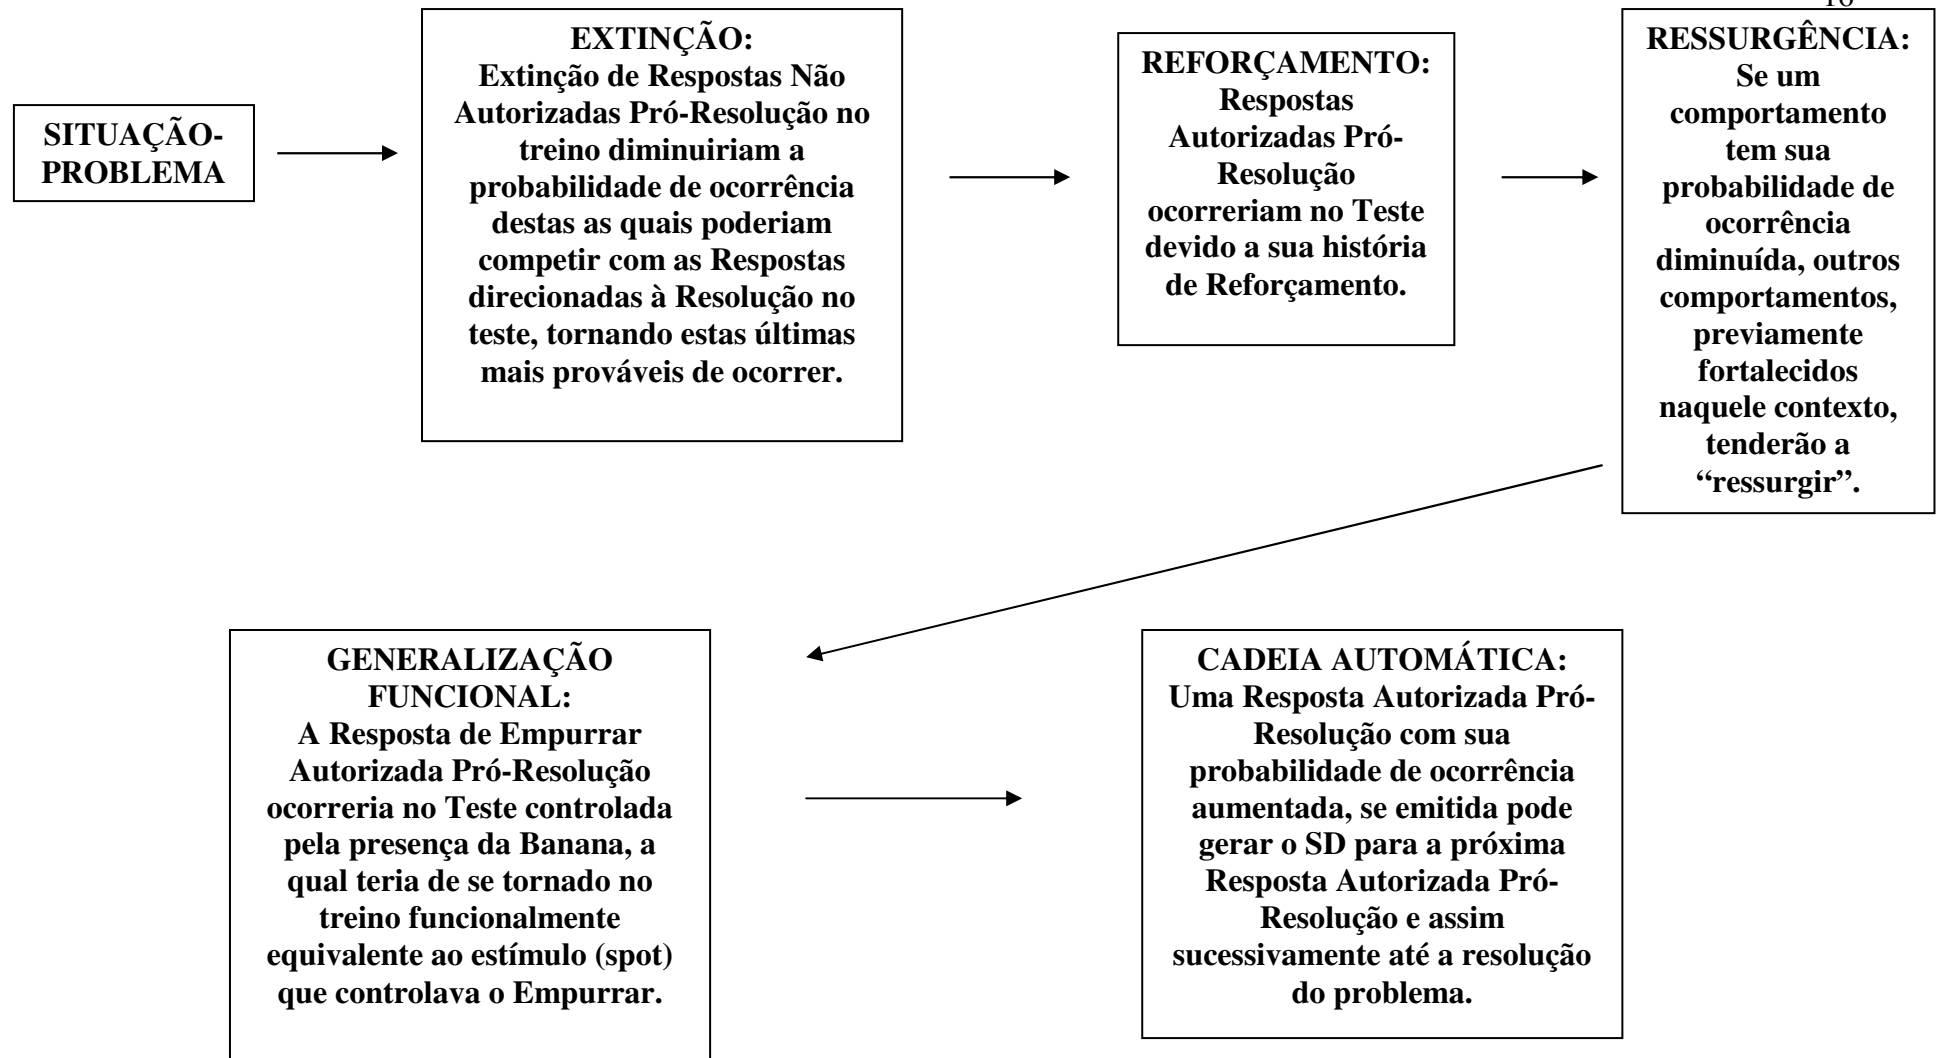 SITUAÇÃO-
PROBLEMA
EXTINÇÃO:
Extinção de Respostas Não
Autorizadas Pró-Resolução no
treino diminuiriam a
probabilidade de ocorrência
destas as quais poderiam
competir com as Respostas
direcionadas à Resolução no
teste, tornando estas últimas
mais prováveis de ocorrer.
REFORÇAMENTO:
Respostas
Autorizadas Pró-
Resolução
ocorreriam no Teste
devido a sua história
de Reforçamento.
RESSURGÊNCIA:
Se um
comportamento
tem sua
probabilidade de
ocorrência
diminuída, outros
comportamentos,
previamente
fortalecidos
naquele contexto,
tenderão a
“ressurgir”.
GENERALIZAÇÃO
FUNCIONAL:
A Resposta de Empurrar
Autorizada Pró-Resolução
ocorreria no Teste controlada
pela presença da Banana, a
qual teria de se tornado no
treino funcionalmente
equivalente ao estímulo (spot)
que controlava o Empurrar.
CADEIA AUTOMÁTICA:
Uma Resposta Autorizada Pró-
Resolução com sua
probabilidade de ocorrência
aumentada, se emitida pode
gerar o SD para a próxima
Resposta Autorizada Pró-
Resolução e assim
sucessivamente até a resolução
do problema.